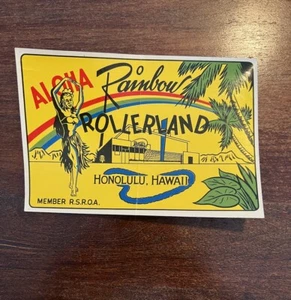 ALOHA
Rainbow
ROLLERLAND
HONOLULU, HAWAII
MEMBER R.S.R.O.A.